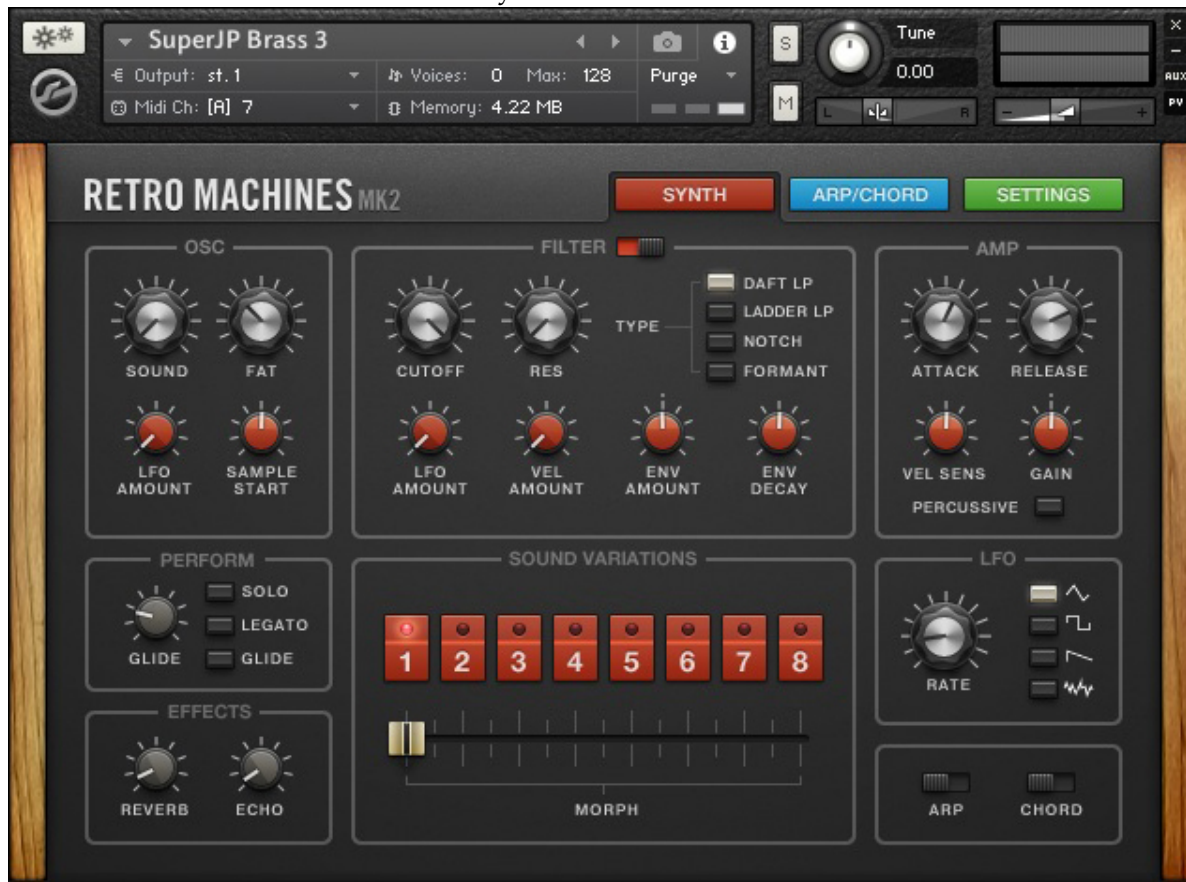 SuperJP Brass 3
Output: st. 1
Voices: 0 Max: 128
Purge
Midi Ch: [A] 7
Memory: 4.22 MB
S
M
Tune
0.00
L
R
-
+
×
-
AUX
PV
RETRO MACHINES MK2
SYNTH
ARP/CHORD
SETTINGS
OSC
SOUND
FAT
LFO
AMOUNT
SAMPLE
START
FILTER
CUTOFF
RES
TYPE
DAFT LP
LADDER LP
NOTCH
FORMANT
LFO
AMOUNT
VEL
AMOUNT
ENV
AMOUNT
ENV
DECAY
AMP
ATTACK
RELEASE
VEL SENS
GAIN
PERCUSSIVE
PERFORM
GLIDE
SOLO
LEGATO
GLIDE
SOUND VARIATIONS
1 2 3 4 5 6 7 8
MORPH
LFO
RATE
EFFECTS
REVERB
ECHO
ARP
CHORD